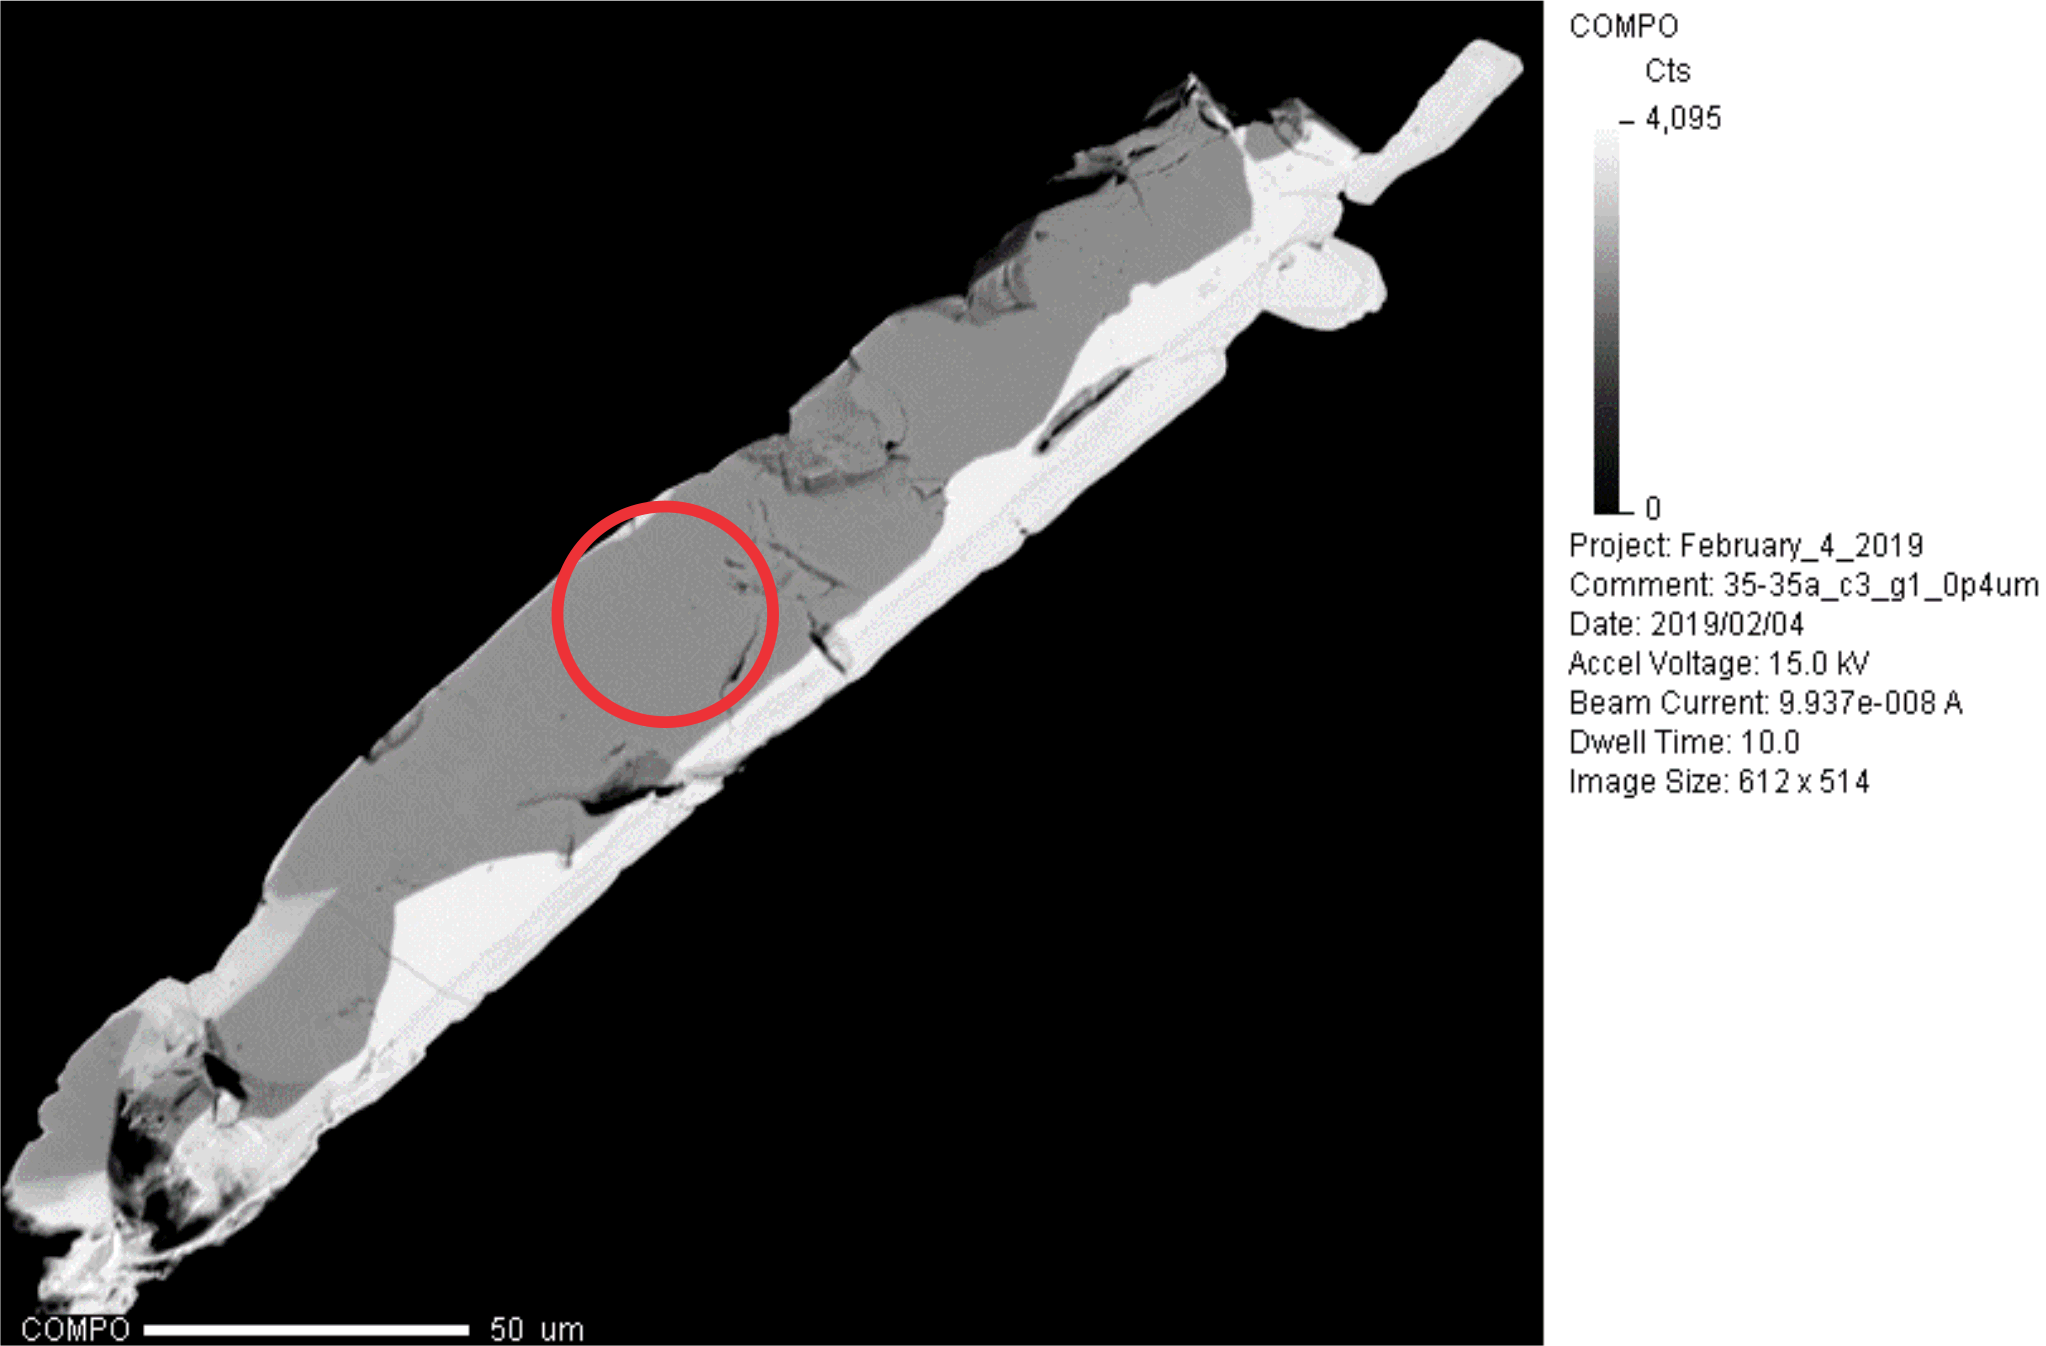 COMPO
Cts
4,095
0
Project: February_4_2019
Comment: 35-35a_c3_g1_0p4um
Date: 2019/02/04
Accel Voltage: 15.0 kV
Beam Current: 9.937e-008 A
Dwell Time: 10.0
Image Size: 612 x 514
COMPO 50 um